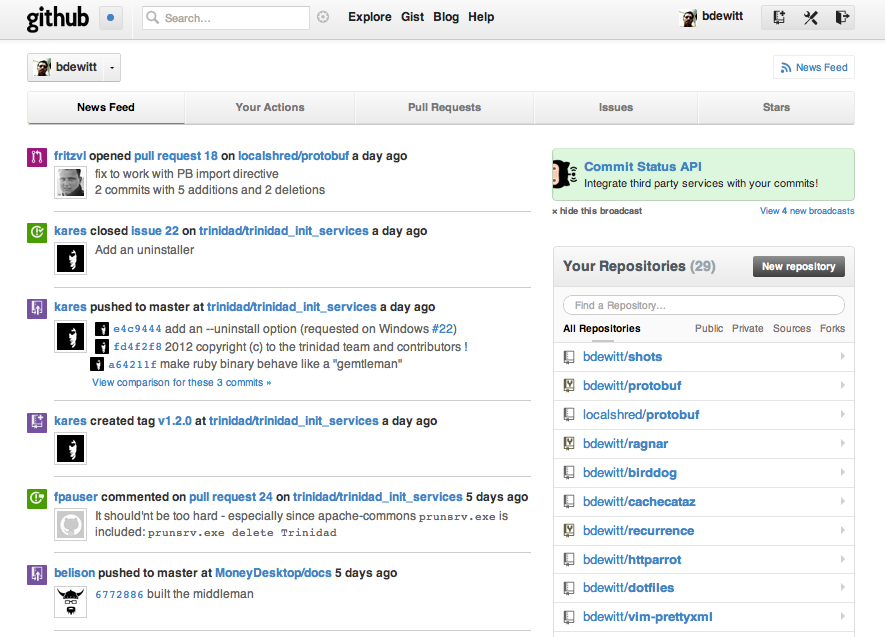 github
Search...
Explore Gist Blog Help
bdewitt
bdewitt
News Feed
News Feed
Your Actions
Pull Requests
Issues
Stars
fritzvl opened pull request 18 on localshred/protobuf a day ago
fix to work with PB import directive
2 commits with 5 additions and 2 deletions
kares closed issue 22 on trinidad/trinidad_init_services a day ago
Add an uninstaller
kares pushed to master at trinidad/trinidad_init_services a day ago
e4c9444 add an --uninstall option (requested on Windows #22)
fd4f2f8 2012 copyright (c) to the trinidad team and contributors !
a64211f make ruby binary behave like a "gemtleman"
View comparison for these 3 commits »
kares created tag v1.2.0 at trinidad/trinidad_init_services a day ago
fpauser commented on pull request 24 on trinidad/trinidad_init_services 5 days ago
It should'nt be too hard - especially since apache-commons prunsrv.exe is
included: prunsrv.exe delete Trinidad
belison pushed to master at MoneyDesktop/docs 5 days ago
6772886 built the middleman
Commit Status API
Integrate third party services with your commits!
x hide this broadcast
View 4 new broadcasts
Your Repositories (29)
New repository
Find a Repository...
All Repositories
Public Private Sources Forks
bdewitt/shots
bdewitt/protobuf
localshred/protobuf
bdewitt/ragnar
bdewitt/birddog
bdewitt/cachecataz
bdewitt/recurrence
bdewitt/httparrot
bdewitt/dotfiles
bdewitt/vim-prettyxml